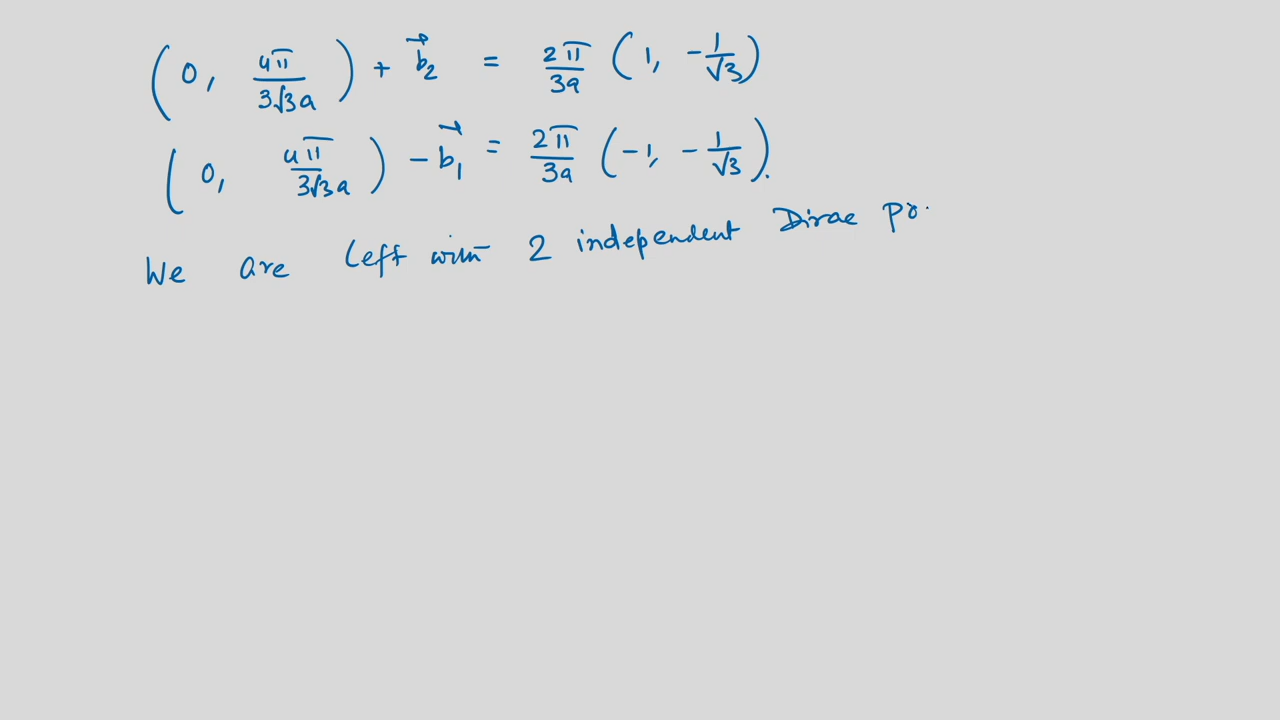 (0, 4π/3√3a) + b⃗₂ = 2π/3a (1, -1/√3)
(0, 4π/3√3a) - b⃗₁ = 2π/3a (-1, -1/√3).
We are left with 2 independent Dirac po